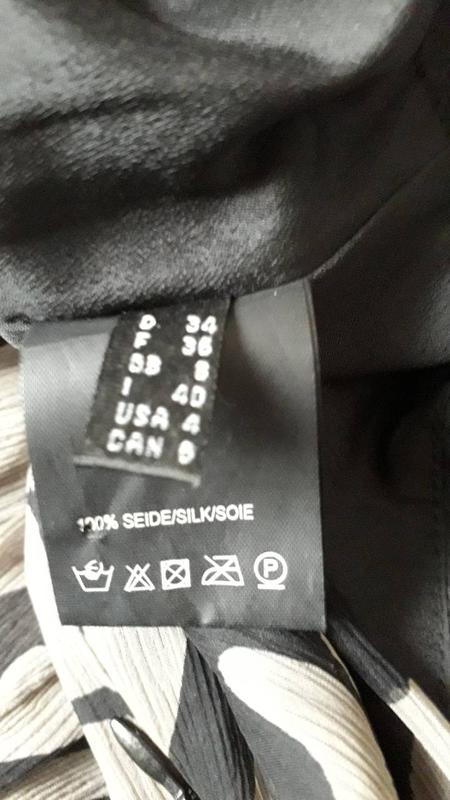 D 34
F 36
GB 8
I 40
USA 4
CAN 6
100% SEIDE/SILK/SOIE
P